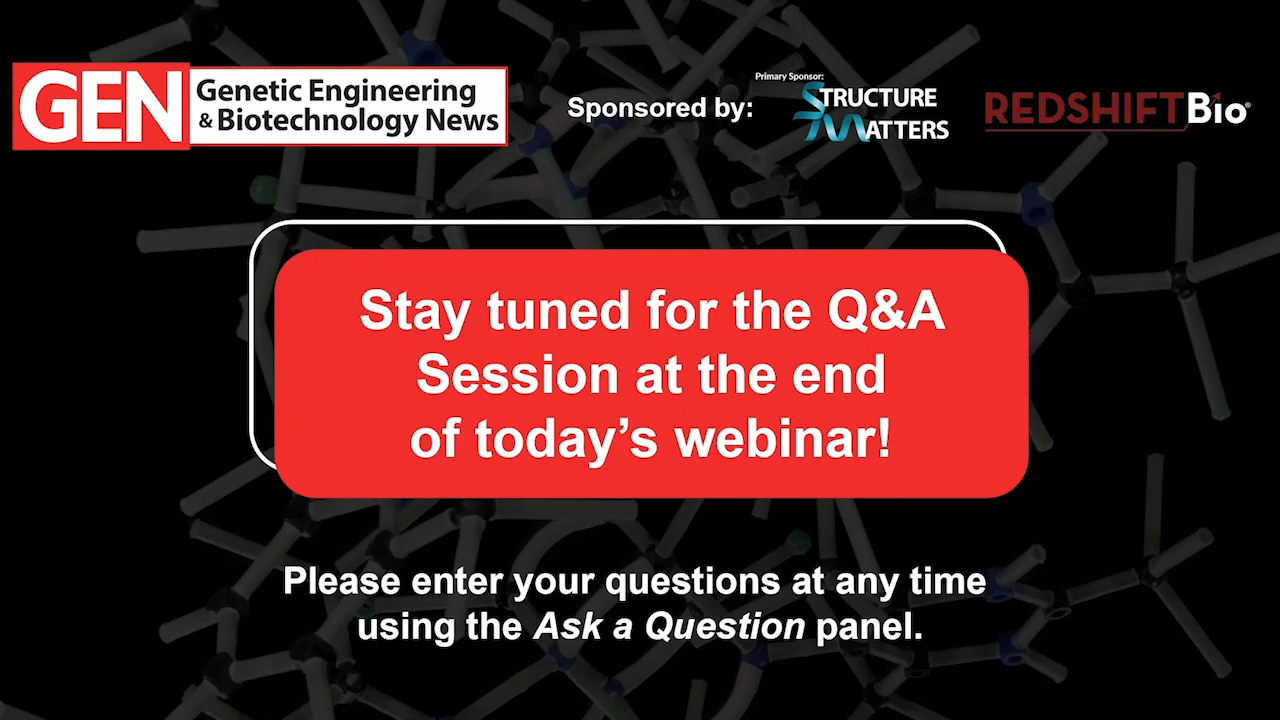 GEN
Genetic Engineering
& Biotechnology News
Sponsored by:
Primary Sponsor:
STRUCTURE
MATTERS
REDSHIFTBio®
Stay tuned for the Q&A
Session at the end
of today’s webinar!
Please enter your questions at any time
using the Ask a Question panel.